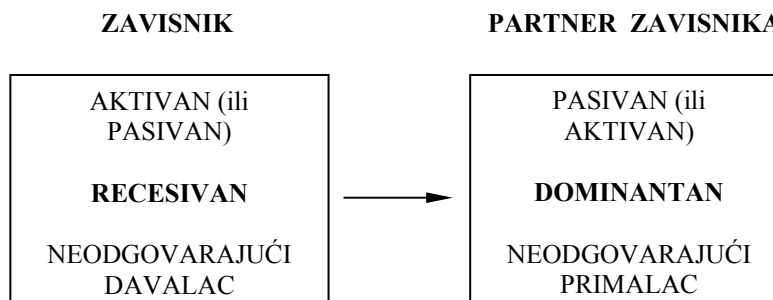 ZAVISNIK
PARTNER ZAVISNIKA
AKTIVAN (ili
PASIVAN)
RECESIVAN
NEODGOVARAJUĆI
DAVALAC
PASIVAN (ili
AKTIVAN)
DOMINANTAN
NEODGOVARAJUĆI
PRIMALAC